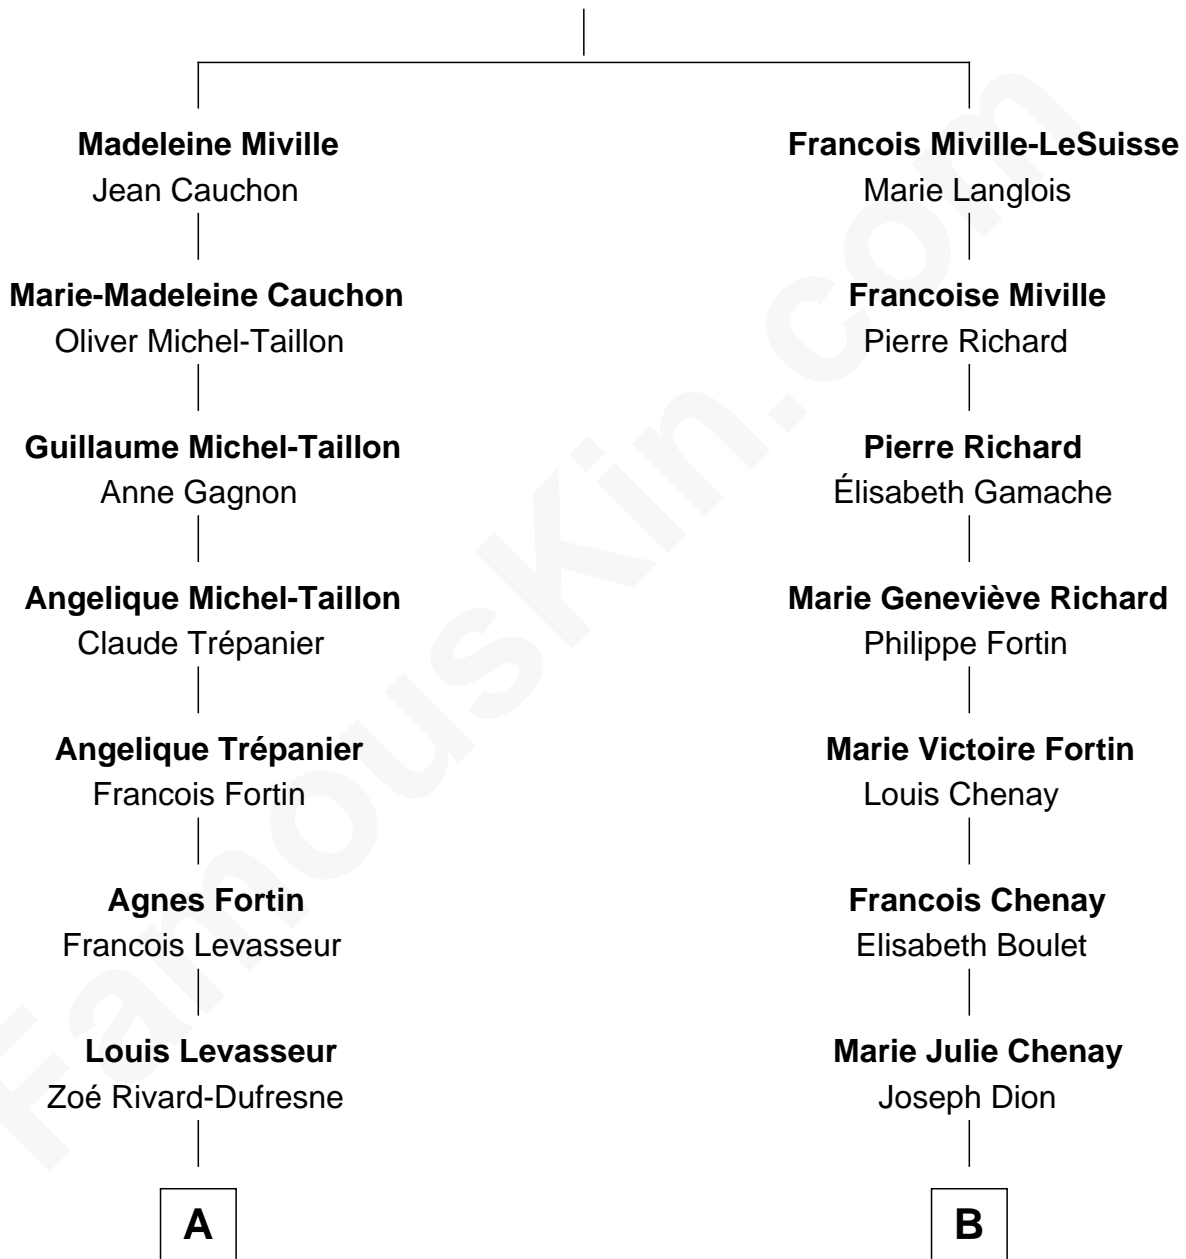 Madeleine Miville
Jean Cauchon
Marie-Madeleine Cauchon
Oliver Michel-Taillon
Guillaume Michel-Taillon
Anne Gagnon
Angelique Michel-Taillon
Claude Trépanier
Angelique Trépanier
Francois Fortin
Agnes Fortin
Francois Levasseur
Louis Levasseur
Zoé Rivard-Dufresne
A
Francois Miville-LeSuisse
Marie Langlois
Francoise Miville
Pierre Richard
Pierre Richard
Élisabeth Gamache
Marie Geneviève Richard
Philippe Fortin
Marie Victoire Fortin
Louis Chenay
Francois Chenay
Elisabeth Boulet
Marie Julie Chenay
Joseph Dion
B
FamousKin.com